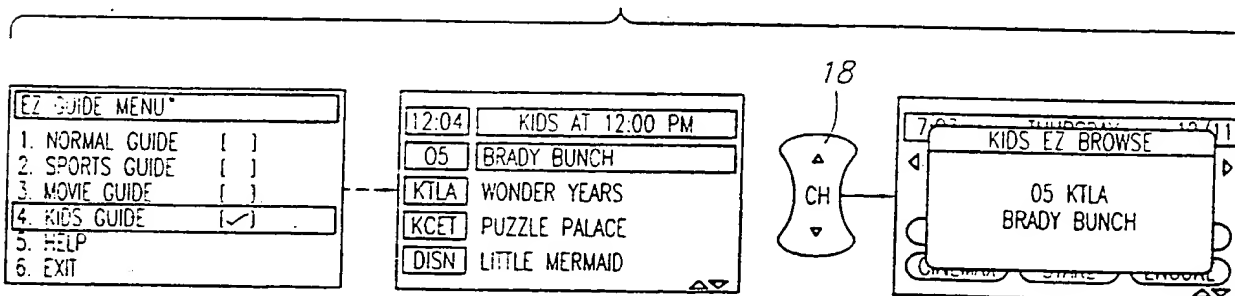 18
EZ GUIDE MENU
1. NORMAL GUIDE [ ]
2. SPORTS GUIDE [ ]
3. MOVIE GUIDE [ ]
4. KIDS GUIDE [✓]
5. HELP
6. EXIT
12:04 KIDS AT 12:00 PM
05 BRADY BUNCH
KTLA WONDER YEARS
KCET PUZZLE PALACE
DISN LITTLE MERMAID
CH
KIDS EZ BROWSE
05 KTLA
BRADY BUNCH